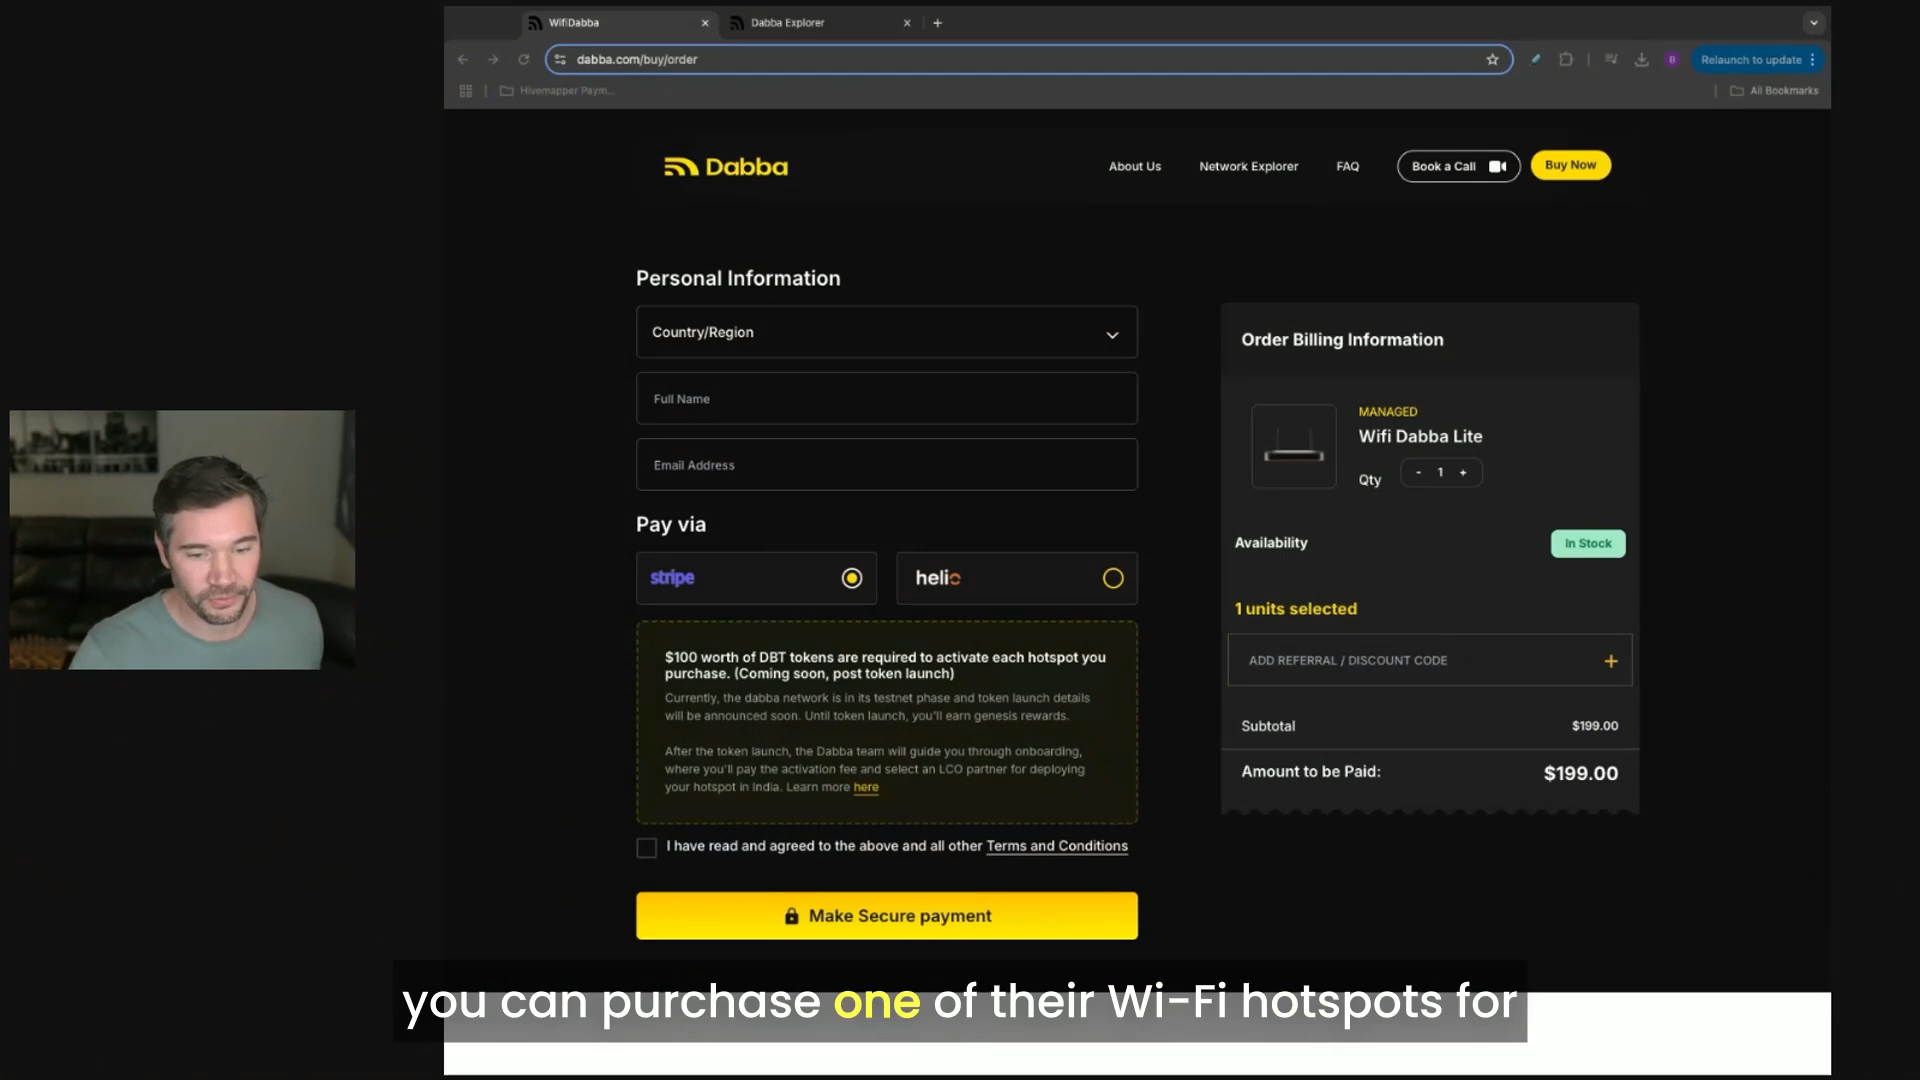 WifiDabba
Dabba Explorer
dabba.com/buy/order
B
Relaunch to update
Hivemapper Paym...
All Bookmarks
Dabba
About Us
Network Explorer
FAQ
Book a Call
Buy Now
Personal Information
Country/Region
Full Name
Email Address
Pay via
stripe
helio
$100 worth of DBT tokens are required to activate each hotspot you
purchase. (Coming soon, post token launch)
Currently, the dabba network is in its testnet phase and token launch details
will be announced soon. Until token launch, you'll earn genesis rewards.
After the token launch, the Dabba team will guide you through onboarding,
where you'll pay the activation fee and select an LCO partner for deploying
your hotspot in India. Learn more here
I have read and agreed to the above and all other Terms and Conditions
Make Secure payment
Order Billing Information
MANAGED
Wifi Dabba Lite
Qty - 1 +
Availability
In Stock
1 units selected
ADD REFERRAL / DISCOUNT CODE +
Subtotal
$199.00
Amount to be Paid:
$199.00
you can purchase one of their Wi-Fi hotspots for